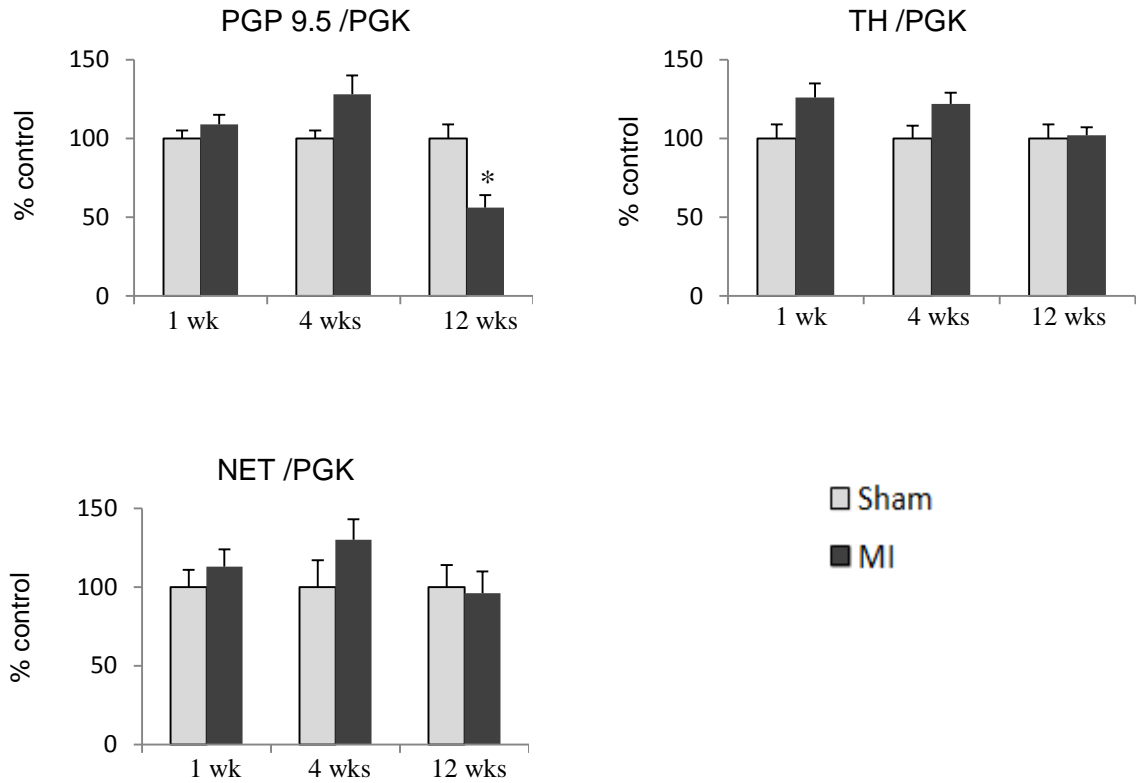 PGP 9.5 /PGK
150
100
50
0
% control
*
1 wk 4 wks 12 wks
TH /PGK
150
100
50
0
% control
1 wk 4 wks 12 wks
NET /PGK
150
100
50
0
% control
1 wk 4 wks 12 wks
Sham
MI